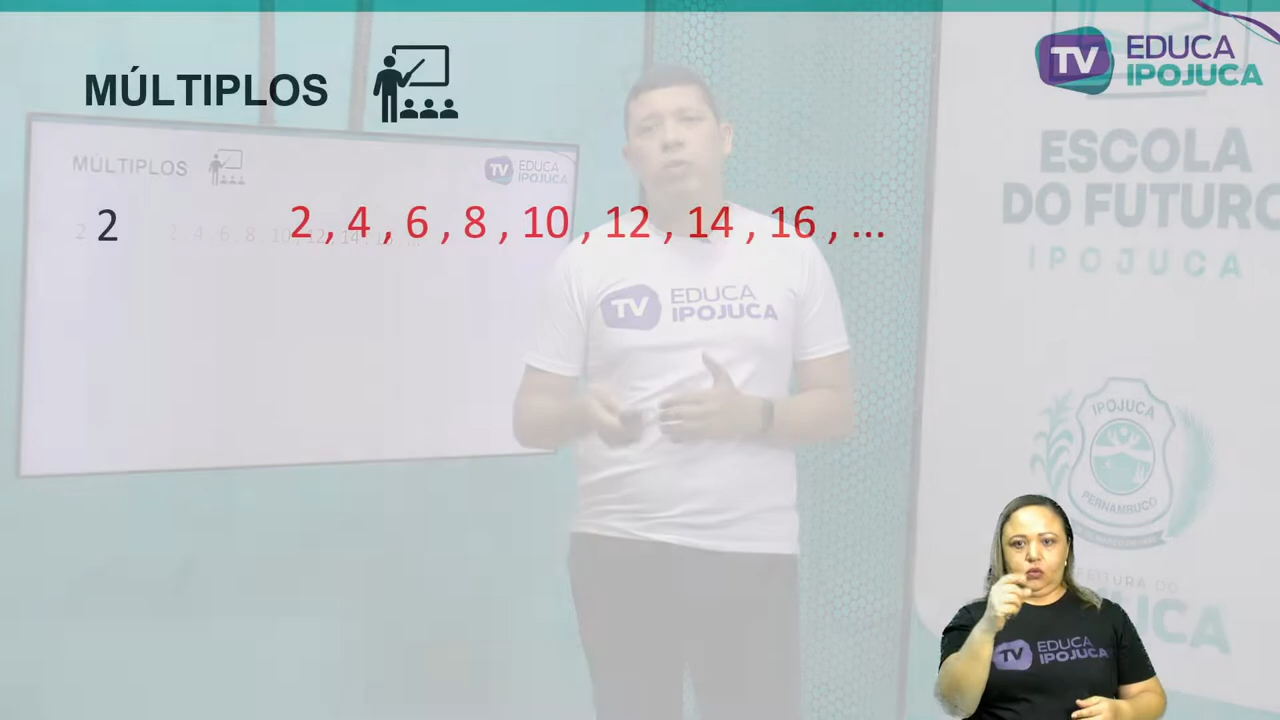 MÚLTIPLOS
TV EDUCA
IPOJUCA
ESCOLA
DO FUTURO
IPOJUCA
MÚLTIPLOS
TV EDUCA
IPOJUCA
2 2 , 4 , 6 , 8 , 10 , 12 , 14 , 16 , ...
TV EDUCA
IPOJUCA
IPOJUCA
PERNAMBUCO
TV EDUCA
IPOJUCA